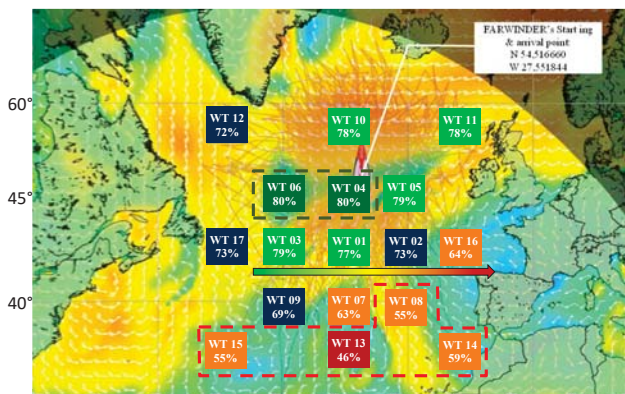 FARWINDER's Starting
& arrival point:
N 54,516660
W 27,551844
60°
WT 12
72%
WT 10
78%
WT 11
78%
45°
WT 06
80%
WT 04
80%
WT 05
79%
WT 17
73%
WT 03
79%
WT 01
77%
WT 02
73%
WT 16
64%
40°
WT 09
69%
WT 07
63%
WT 08
55%
WT 15
55%
WT 13
46%
WT 14
59%